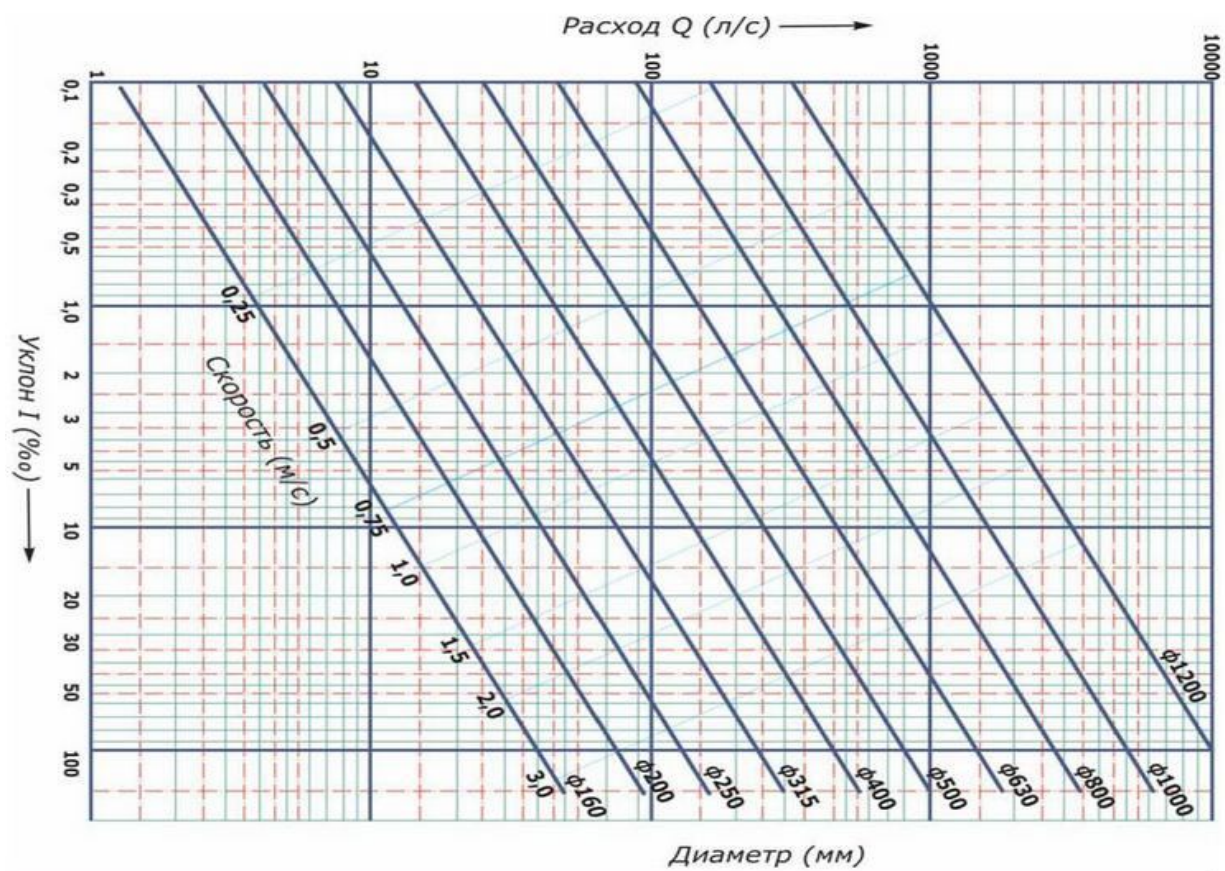 Расход Q (л/с)
1
10
100
1000
10000
0,1
0,2
0,3
0,5
1,0
2
3
5
10
20
30
50
100
Уклон I (‰)
Скорость (м/с)
0,25
0,5
0,75
1,0
1,5
2,0
3,0
ф160
ф200
ф250
ф315
ф400
ф500
ф630
ф800
ф1000
ф1200
Диаметр (мм)